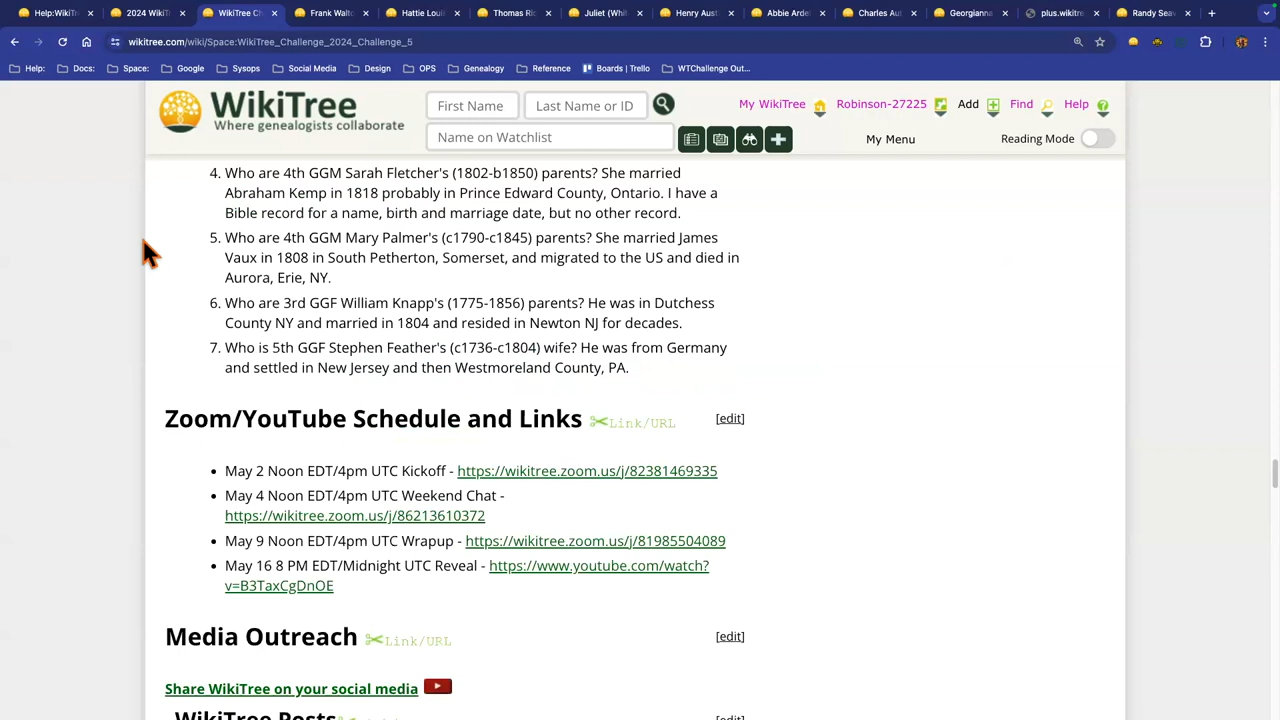 Help: Wi
2024 WikiT
Frank Walt
Hattie Loui
Thomas Ri
Juliet (Whi
Henry Aus
Abbie Arde
Charles Au
Georgianna
plus.wikitre
Randy Seav
wikitree.com/wiki/Space:WikiTree_Challenge_2024_Challenge_5
Help: Docs: Space: Google Sysops Social Media Design OPS Genealogy Reference Boards | Trello WTChallenge Out...
WikiTree
Where genealogists collaborate
First Name Last Name or ID
Name on Watchlist
My WikiTree Robinson-27225 Add Find Help
My Menu Reading Mode
4. Who are 4th GGM Sarah Fletcher's (1802-b1850) parents? She married
Abraham Kemp in 1818 probably in Prince Edward County, Ontario. I have a
Bible record for a name, birth and marriage date, but no other record.
5. Who are 4th GGM Mary Palmer's (c1790-c1845) parents? She married James
Vaux in 1808 in South Petherton, Somerset, and migrated to the US and died in
Aurora, Erie, NY.
6. Who are 3rd GGF William Knapp's (1775-1856) parents? He was in Dutchess
County NY and married in 1804 and resided in Newton NJ for decades.
7. Who is 5th GGF Stephen Feather's (c1736-c1804) wife? He was from Germany
and settled in New Jersey and then Westmoreland County, PA.
Zoom/YouTube Schedule and Links Link/URL [edit]
• May 2 Noon EDT/4pm UTC Kickoff - https://wikitree.zoom.us/j/82381469335
• May 4 Noon EDT/4pm UTC Weekend Chat -
https://wikitree.zoom.us/j/86213610372
• May 9 Noon EDT/4pm UTC Wrapup - https://wikitree.zoom.us/j/81985504089
• May 16 8 PM EDT/Midnight UTC Reveal - https://www.youtube.com/watch?
v=B3TaxCgDnOE
Media Outreach Link/URL [edit]
Share WikiTree on your social media
WikiTree Posts [edit]